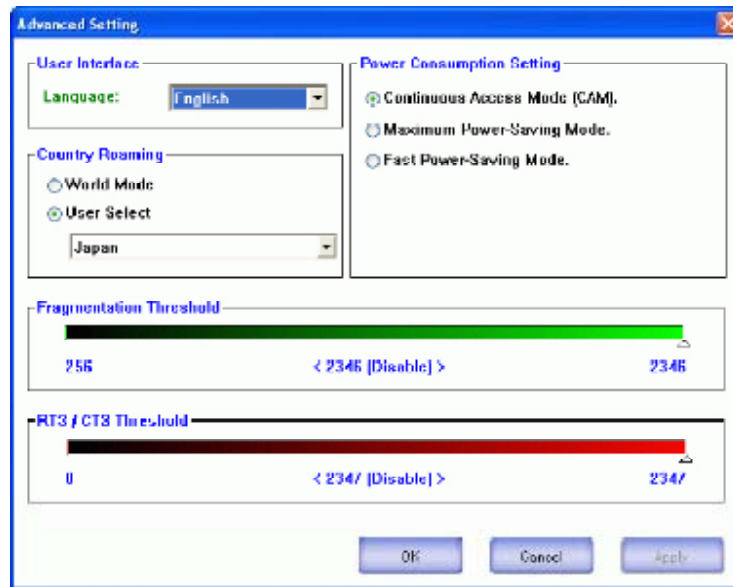 Advanced Setting
User Interface
Language:
English
Country Roaming
World Mode
User Select
Japan
Power Consumption Setting
Continuous Access Mode (CAM).
Maximum Power-Saving Mode.
Fast Power-Saving Mode.
Fragmentation Threshold
256
< 2346 (Disable) >
2346
RTS / CTS Threshold
0
< 2347 (Disable) >
2347
OK
Cancel
Apply